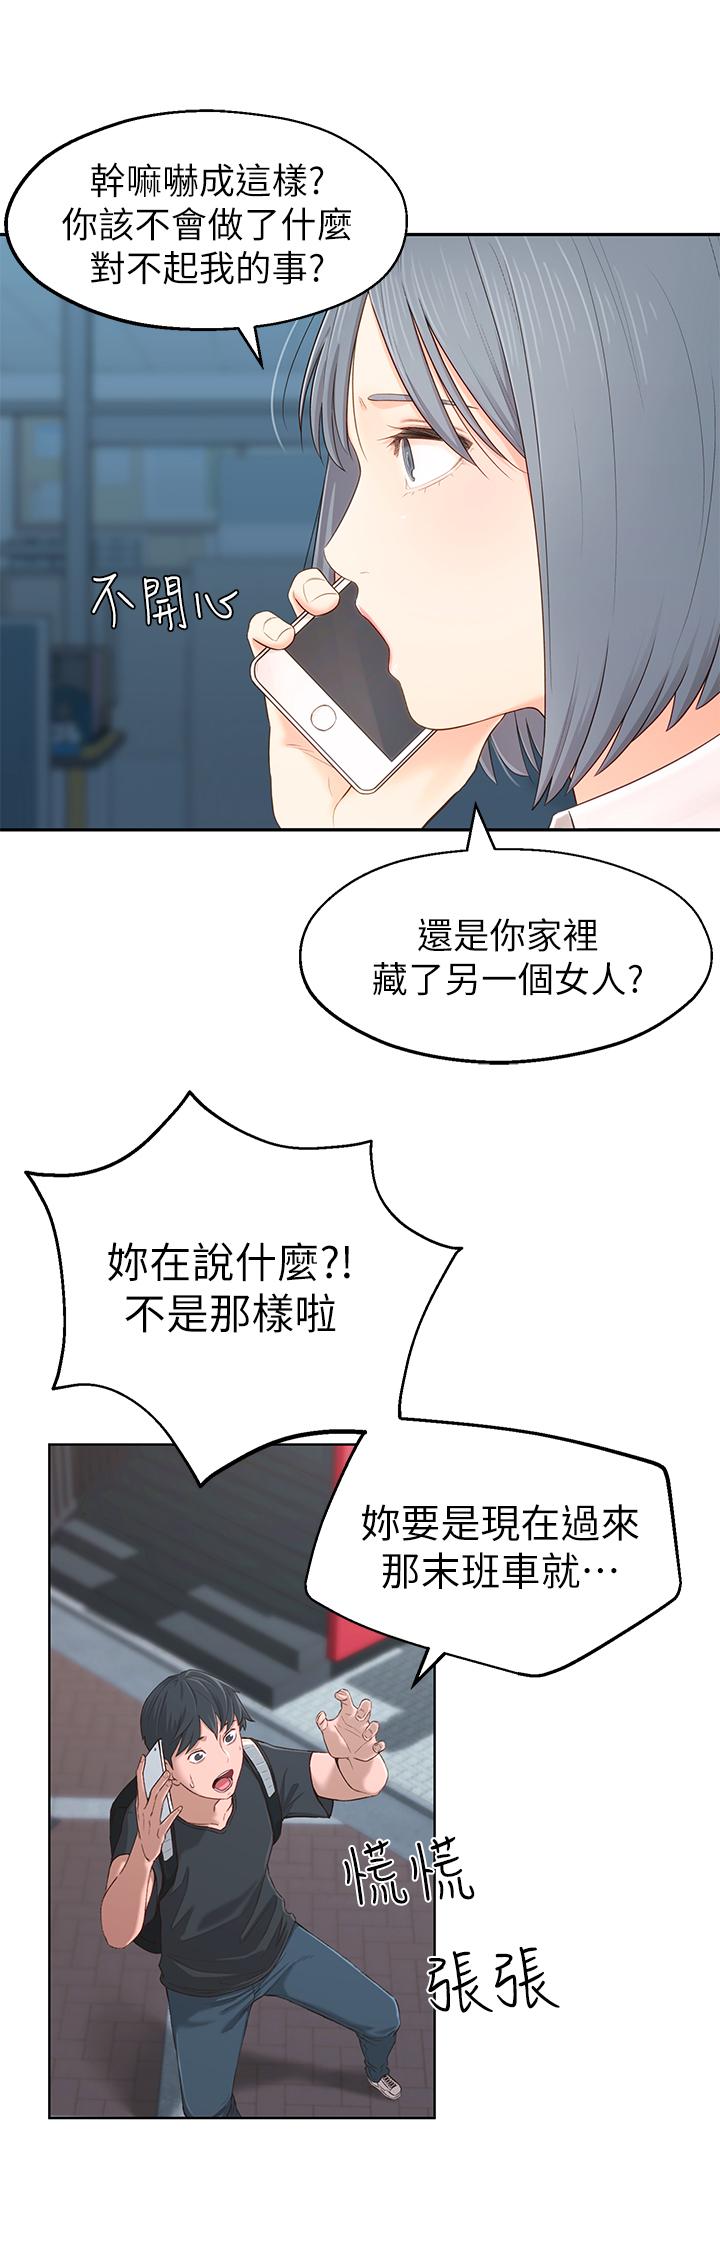 幹嘛嚇成這樣?
你該不會做了什麼
對不起我的事?
不開心
還是你家裡
藏了另一個女人?
妳在說什麼?!
不是那樣啦
妳要是現在過來
那末班車就…
慌慌
張張